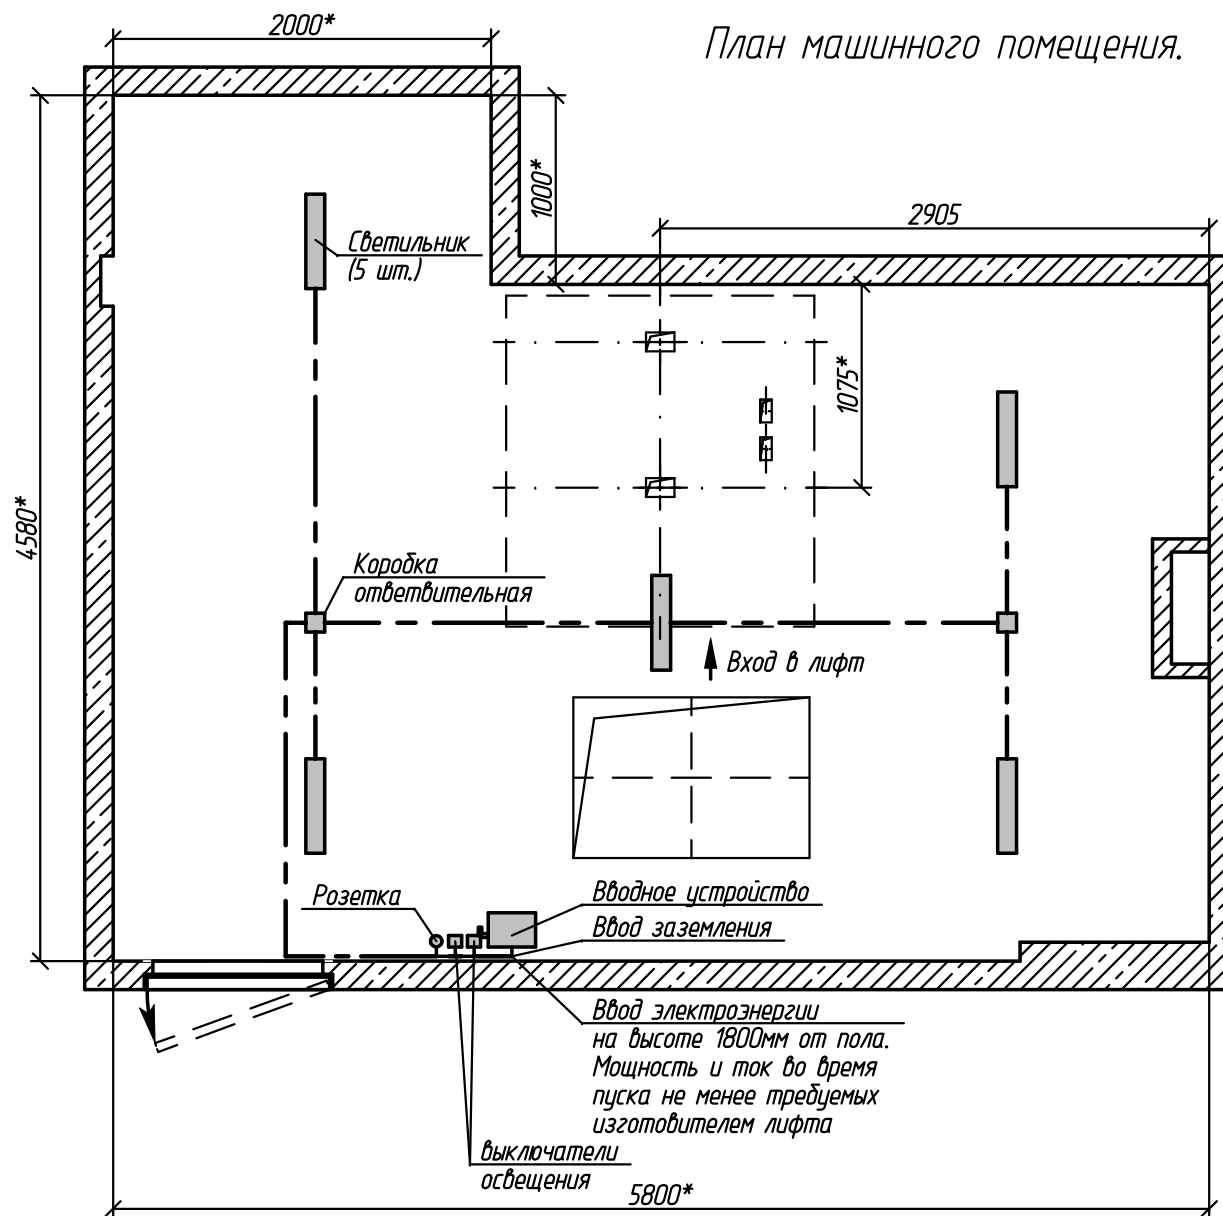 2000*
План машинного помещения.
1000*
2905
Светильник
(5 шт.)
1075*
4580*
Коробка
ответвительная
Вход в лифт
Розетка
Вводное устройство
Ввод заземления
Ввод электроэнергии
на высоте 1800мм от пола.
Мощность и ток во время
пуска не менее требуемых
изготовителем лифта
выключатели
освещения
5800*